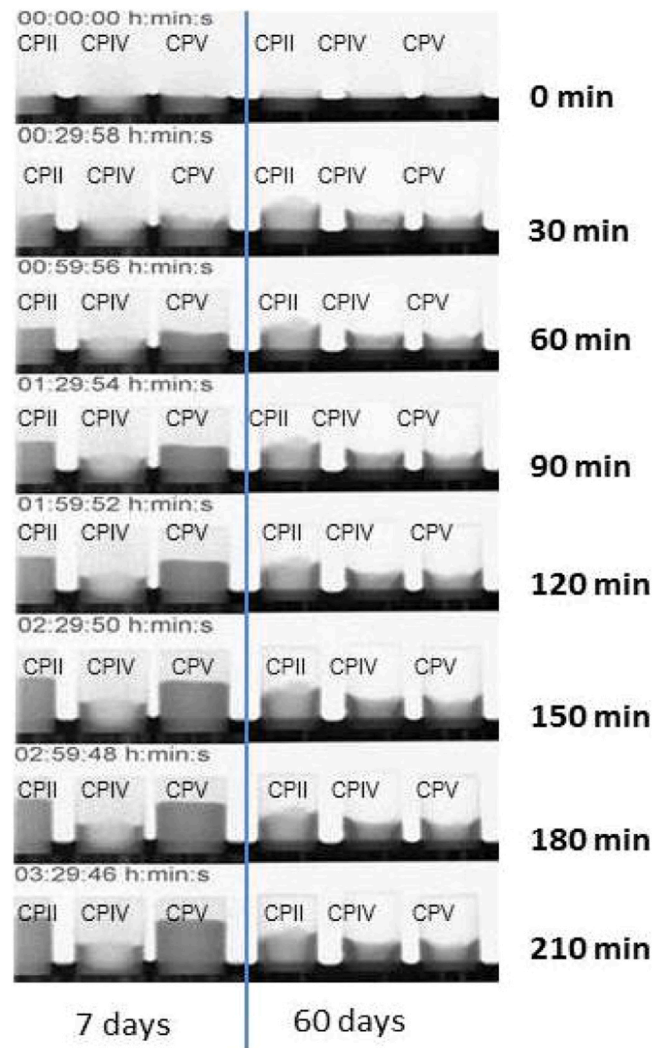 00:00:00 h:min:s
CPII CPIV CPV CPII CPIV CPV
0 min
00:29:58 h:min:s
CPII CPIV CPV CPII CPIV CPV
30 min
00:59:56 h:min:s
CPII CPIV CPV CPII CPIV CPV
60 min
01:29:54 h:min:s
CPII CPIV CPV CPII CPIV CPV
90 min
01:59:52 h:min:s
CPII CPIV CPV CPII CPIV CPV
120 min
02:29:50 h:min:s
CPII CPIV CPV CPII CPIV CPV
150 min
02:59:48 h:min:s
CPII CPIV CPV CPII CPIV CPV
180 min
03:29:46 h:min:s
CPII CPIV CPV CPII CPIV CPV
210 min
7 days 60 days